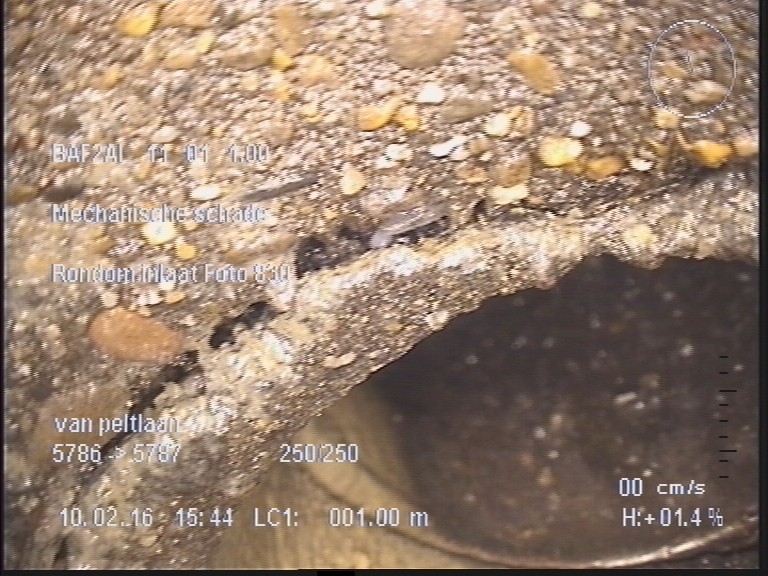 BAF2AL 11 01 1.00
Mechanische schade
Rondom inlaat Foto 830
van peltlaan
5786 -> 5787 250/250
00 cm/s
10.02.16 15:44 LC1: 001.00 m H:+01.4 %